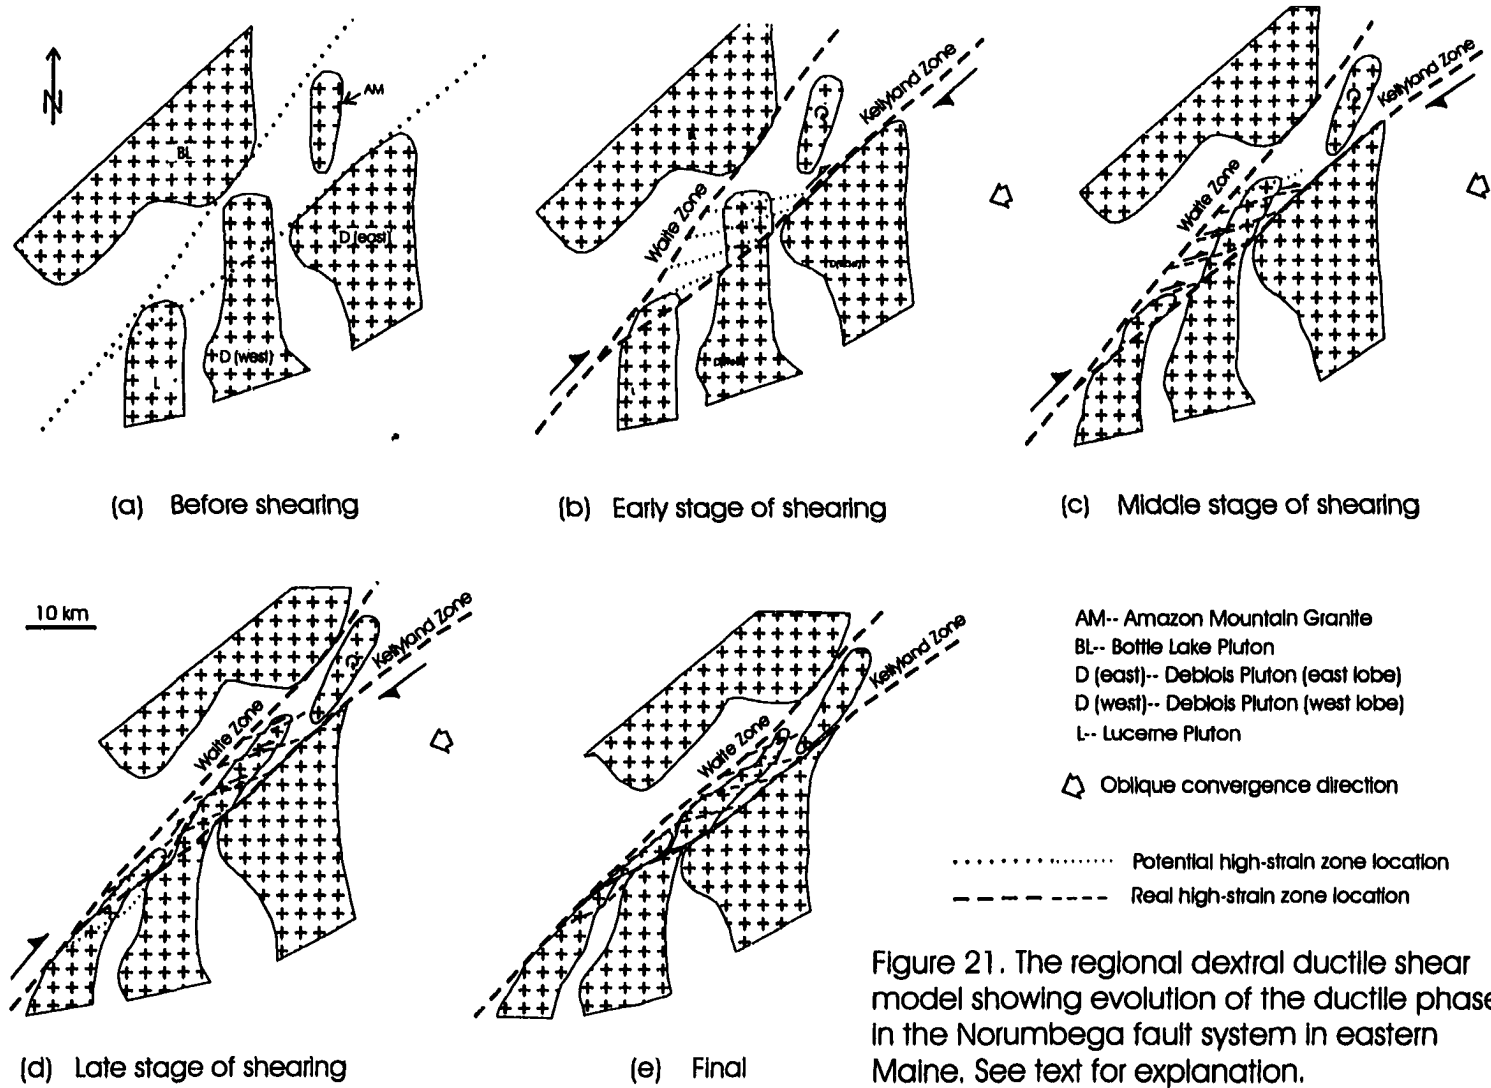 N
AM
BL
D (east)
D (west)
L
(a) Before shearing
Waite Zone
Kellyland Zone
(b) Early stage of shearing
Waite Zone
Kellyland Zone
(c) Middle stage of shearing
10 km
Waite Zone
Kellyland Zone
(d) Late stage of shearing
Waite Zone
Kellyland Zone
(e) Final
AM-- Amazon Mountain Granite
BL-- Bottle Lake Pluton
D (east)-- Deblois Pluton (east lobe)
D (west)-- Deblois Pluton (west lobe)
L-- Lucerne Pluton
Oblique convergence direction
Potential high-strain zone location
Real high-strain zone location
Figure 21. The regional dextral ductile shear
model showing evolution of the ductile phase
in the Norumbega fault system in eastern
Maine. See text for explanation.